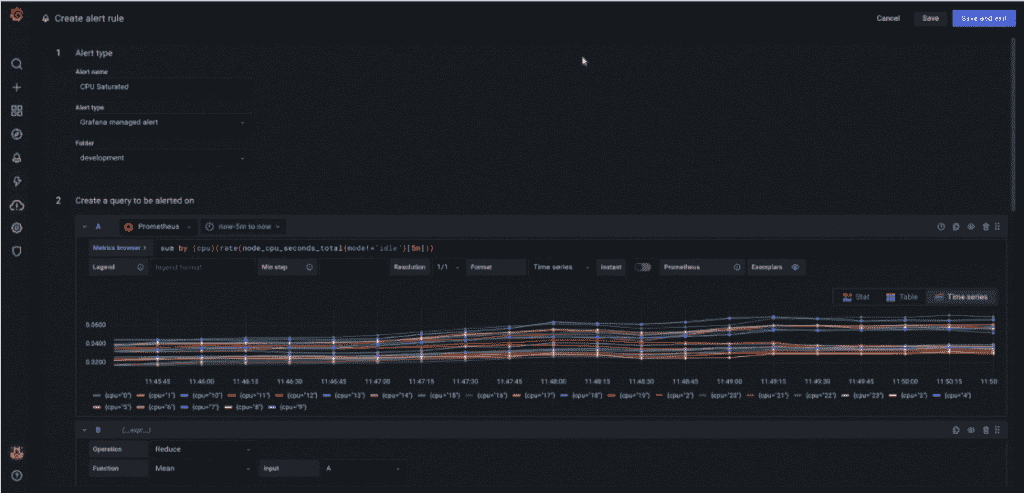 Create alert rule
Cancel
Save
Save and exit
1 Alert type
Alert name
CPU Saturated
Alert type
Grafana managed alert
Folder
development
2 Create a query to be alerted on
A Prometheus now-5m to now
Metrics browser > sum by (cpu)(rate(node_cpu_seconds_total{mode!="idle"}[5m]))
Legend legend format Min step Resolution 1/1 Format Time series Instant Prometheus Exemplars
Stat Table Time series
0.0600
0.0400
0.0200
11:45:45 11:46:00 11:46:15 11:46:30 11:46:45 11:47:00 11:47:15 11:47:30 11:47:45 11:48:00 11:48:15 11:48:30 11:48:45 11:49:00 11:49:15 11:49:30 11:49:45 11:50:00 11:50:15 11:50
{cpu="0"} {cpu="1"} {cpu="10"} {cpu="11"} {cpu="12"} {cpu="13"} {cpu="14"} {cpu="15"} {cpu="16"} {cpu="17"} {cpu="18"} {cpu="19"} {cpu="2"} {cpu="20"} {cpu="21"} {cpu="22"} {cpu="23"} {cpu="3"} {cpu="4"}
{cpu="5"} {cpu="6"} {cpu="7"} {cpu="8"} {cpu="9"}
B (__expr__)
Operation Reduce
Function Mean Input A